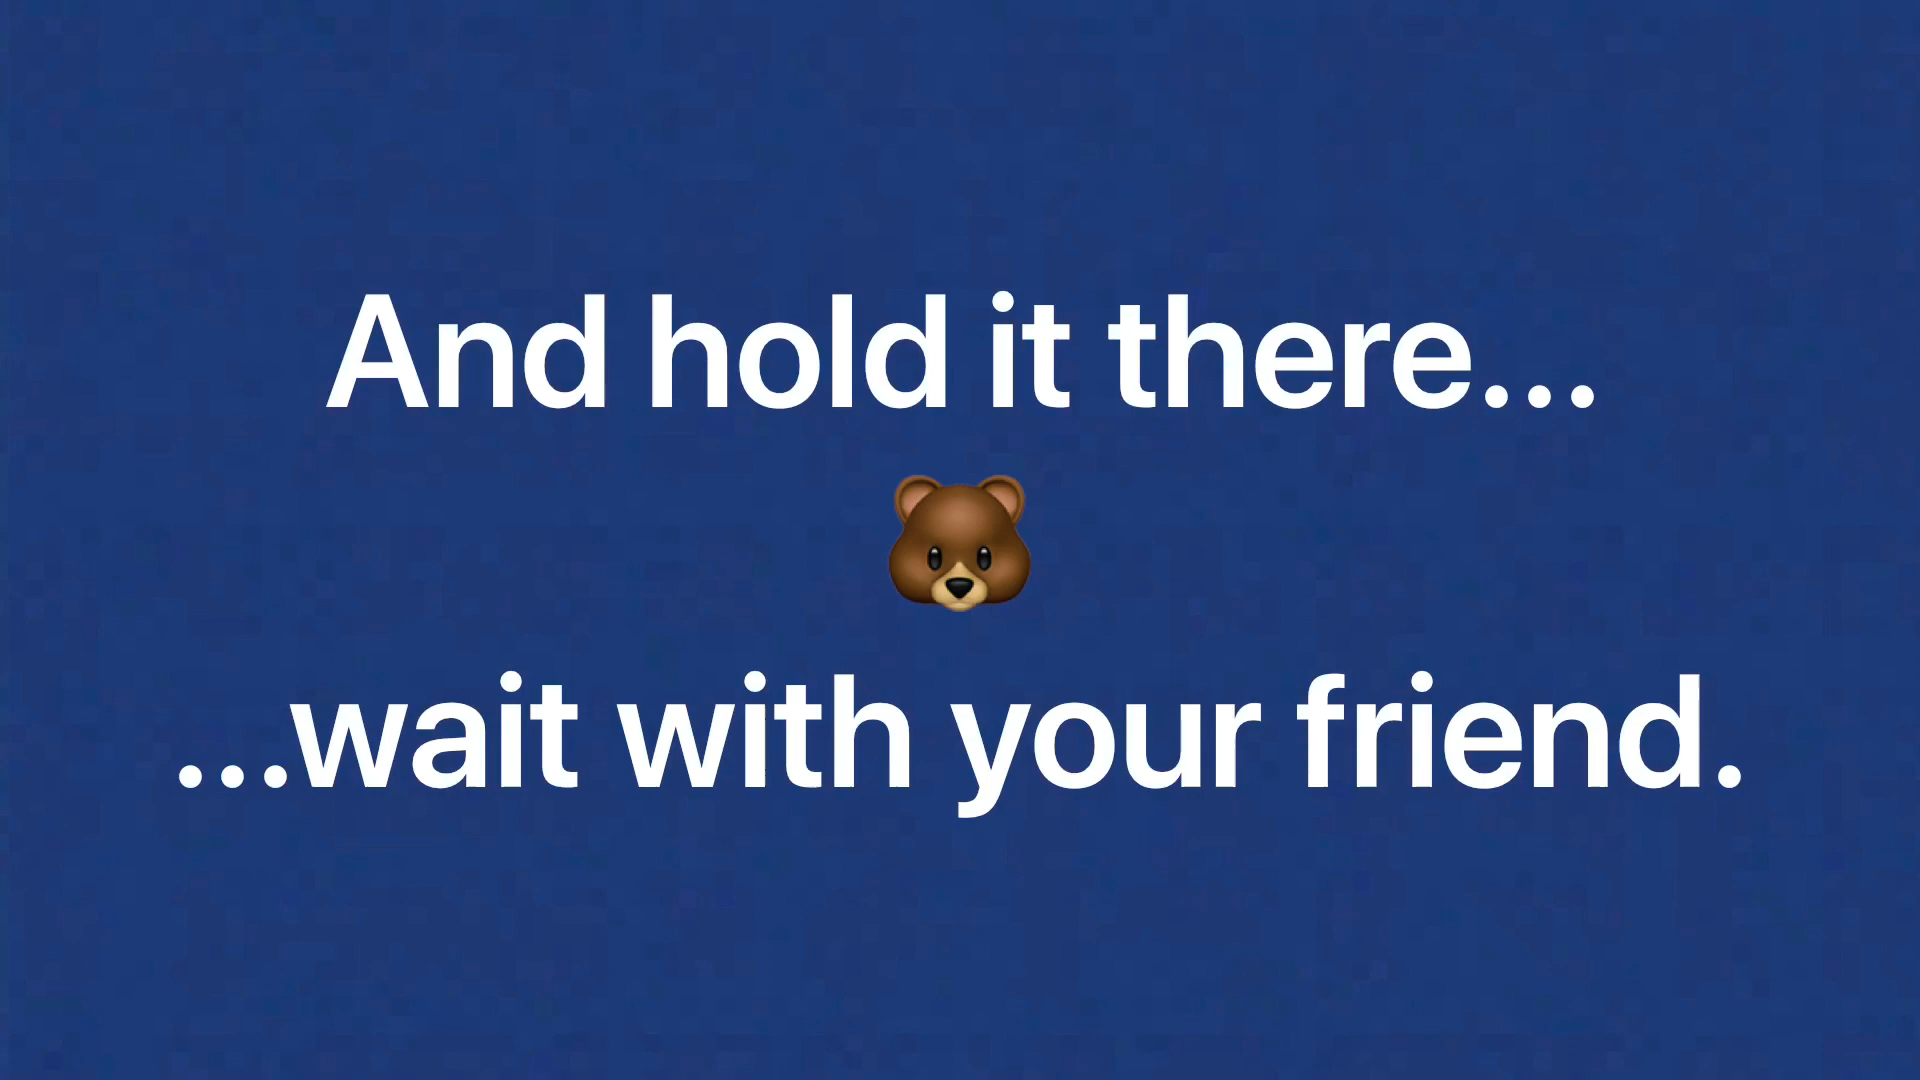 And hold it there...
🐻
...wait with your friend.